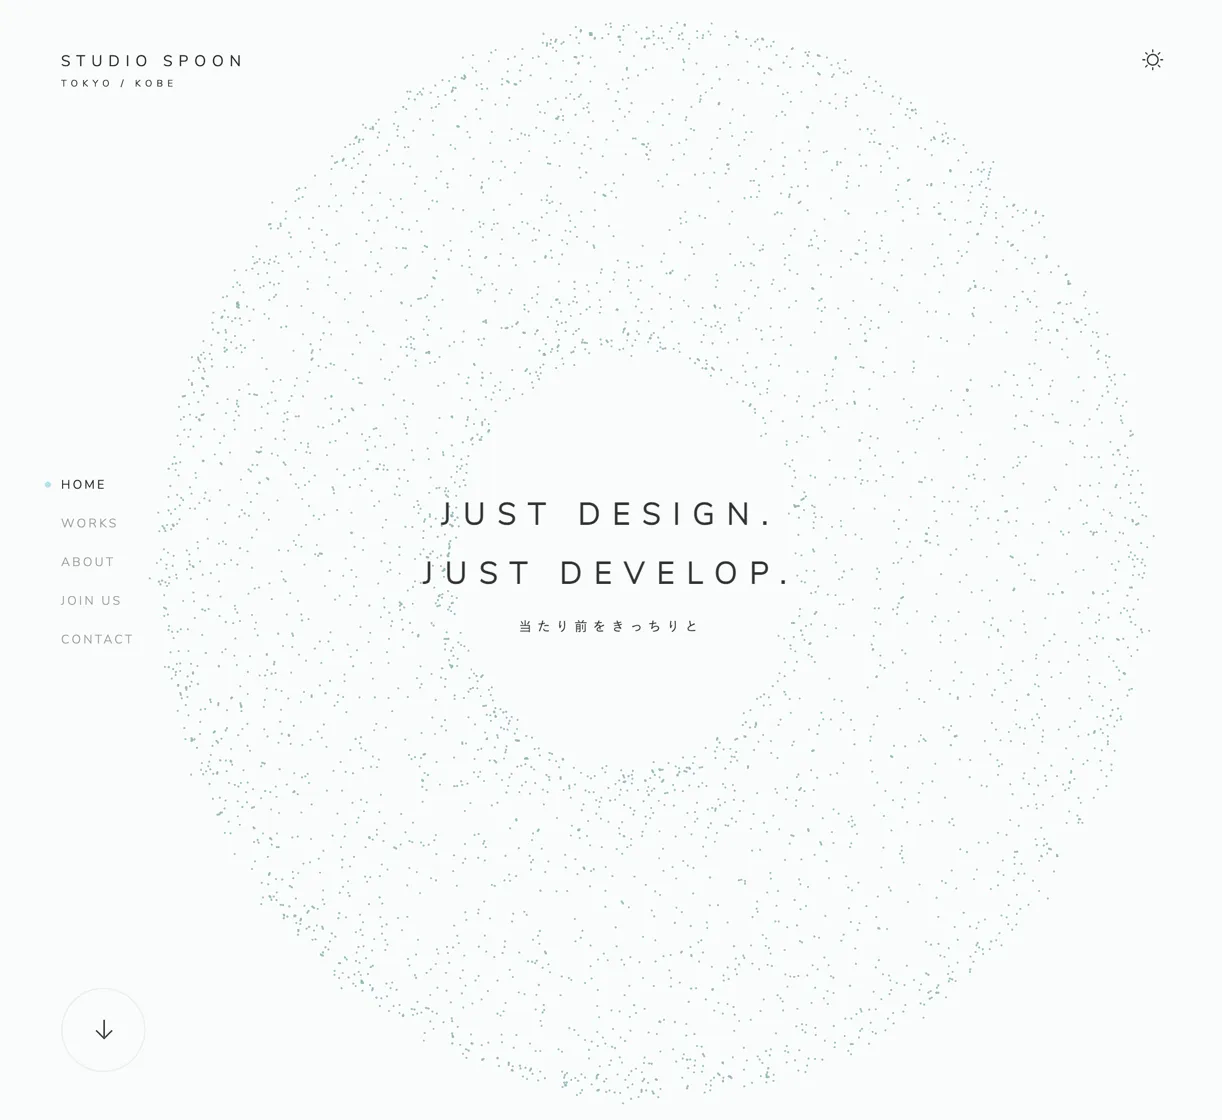 STUDIO SPOON
TOKYO / KOBE
HOME
WORKS
ABOUT
JOIN US
CONTACT
JUST DESIGN.
JUST DEVELOP.
当たり前をきっちりと